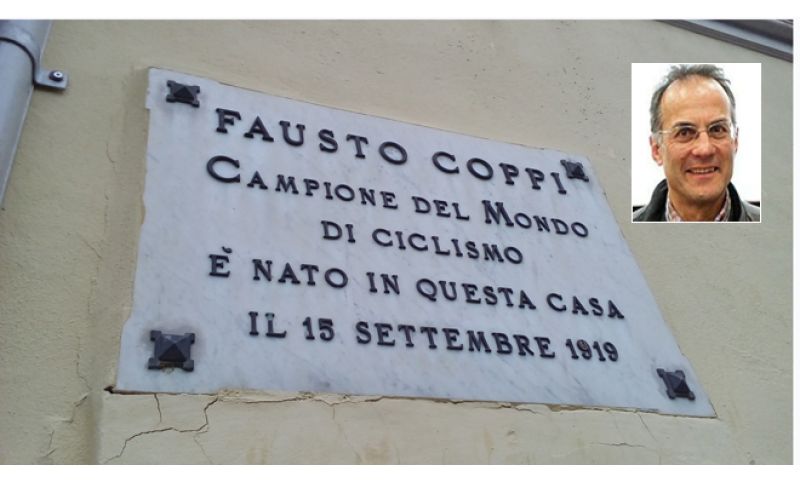 FAUSTO COPPI
CAMPIONE DEL MONDO
DI CICLISMO
È NATO IN QUESTA CASA
IL 15 SETTEMBRE 1919